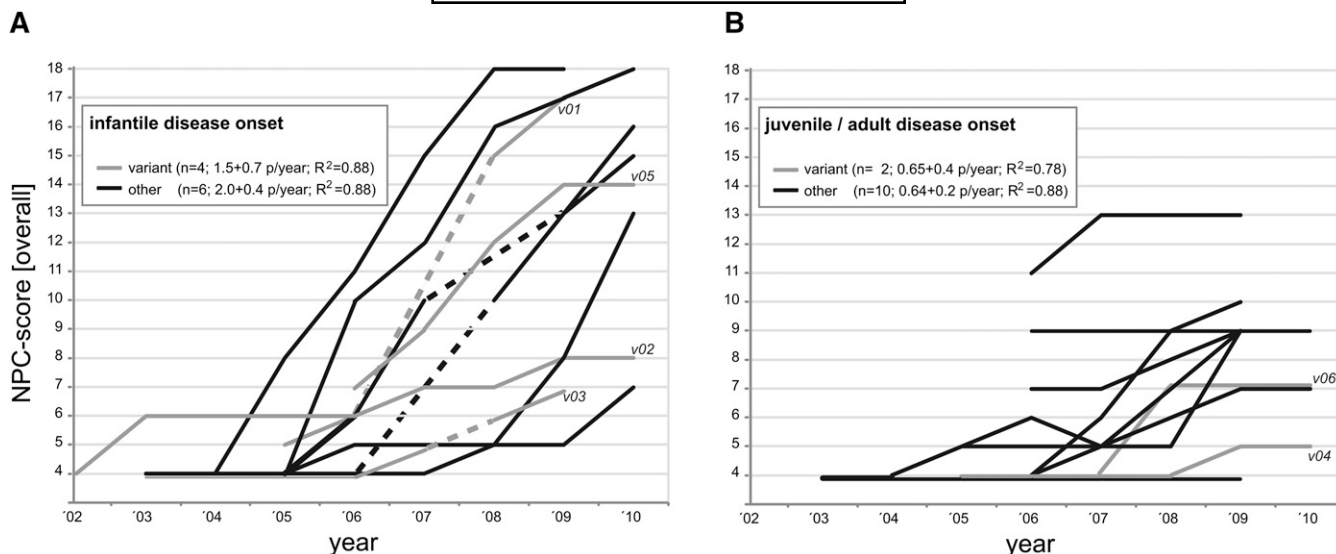 A
B
18
17
16
15
14
13
12
11
10
9
8
7
6
5
4
NPC-score [overall]
infantile disease onset
variant (n=4; 1.5+0.7 p/year; R²=0.88)
other (n=6; 2.0+0.4 p/year; R²=0.88)
v01
v05
v02
v03
'02 '03 '04 '05 '06 '07 '08 '09 '10
year
18
17
16
15
14
13
12
11
10
9
8
7
6
5
4
juvenile / adult disease onset
variant (n= 2; 0.65+0.4 p/year; R²=0.78)
other (n=10; 0.64+0.2 p/year; R²=0.88)
v06
v04
'02 '03 '04 '05 '06 '07 '08 '09 '10
year